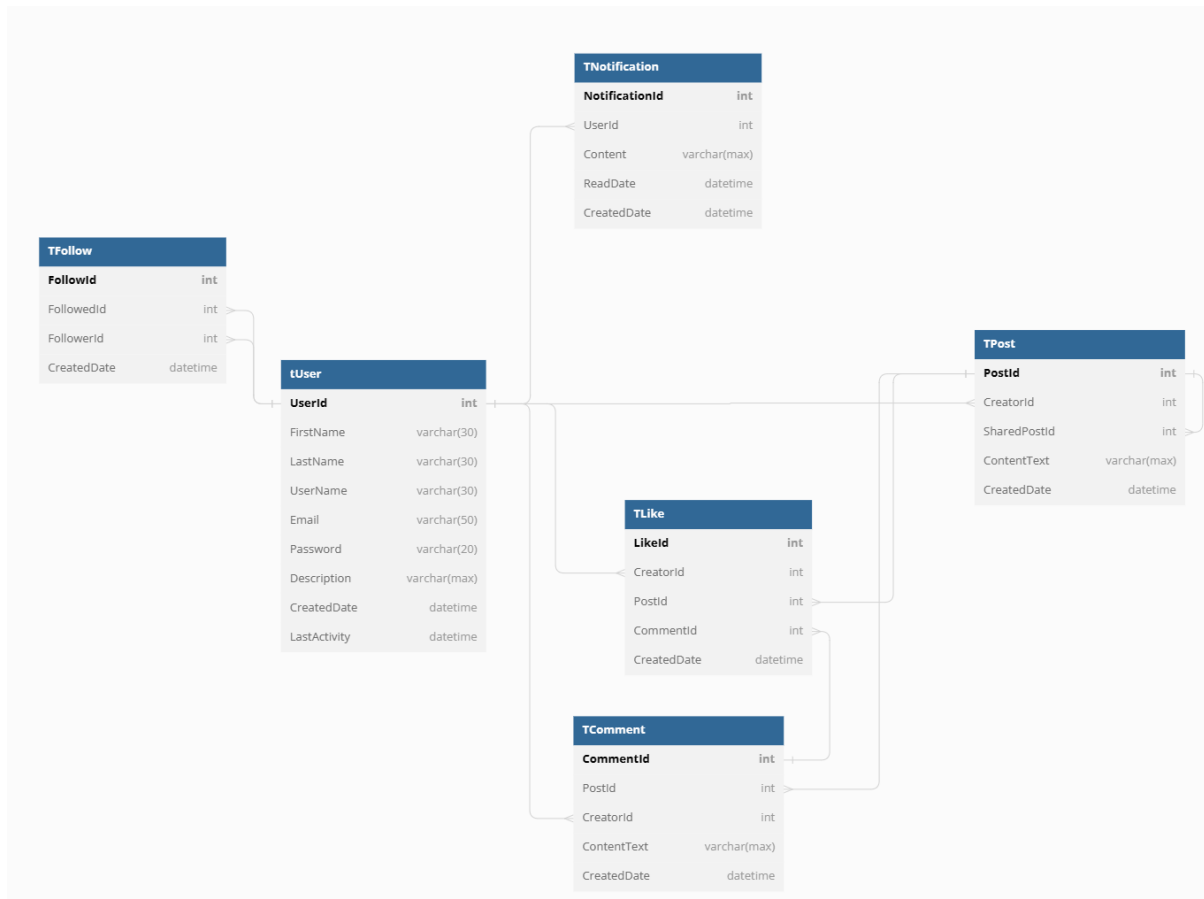 TNotification
NotificationId int
UserId int
Content varchar(max)
ReadDate datetime
CreatedDate datetime
TFollow
FollowId int
FollowedId int
FollowerId int
CreatedDate datetime
tUser
UserId int
FirstName varchar(30)
LastName varchar(30)
UserName varchar(30)
Email varchar(50)
Password varchar(20)
Description varchar(max)
CreatedDate datetime
LastActivity datetime
TPost
PostId int
CreatorId int
SharedPostId int
ContentText varchar(max)
CreatedDate datetime
TLike
LikeId int
CreatorId int
PostId int
CommentId int
CreatedDate datetime
TComment
CommentId int
PostId int
CreatorId int
ContentText varchar(max)
CreatedDate datetime